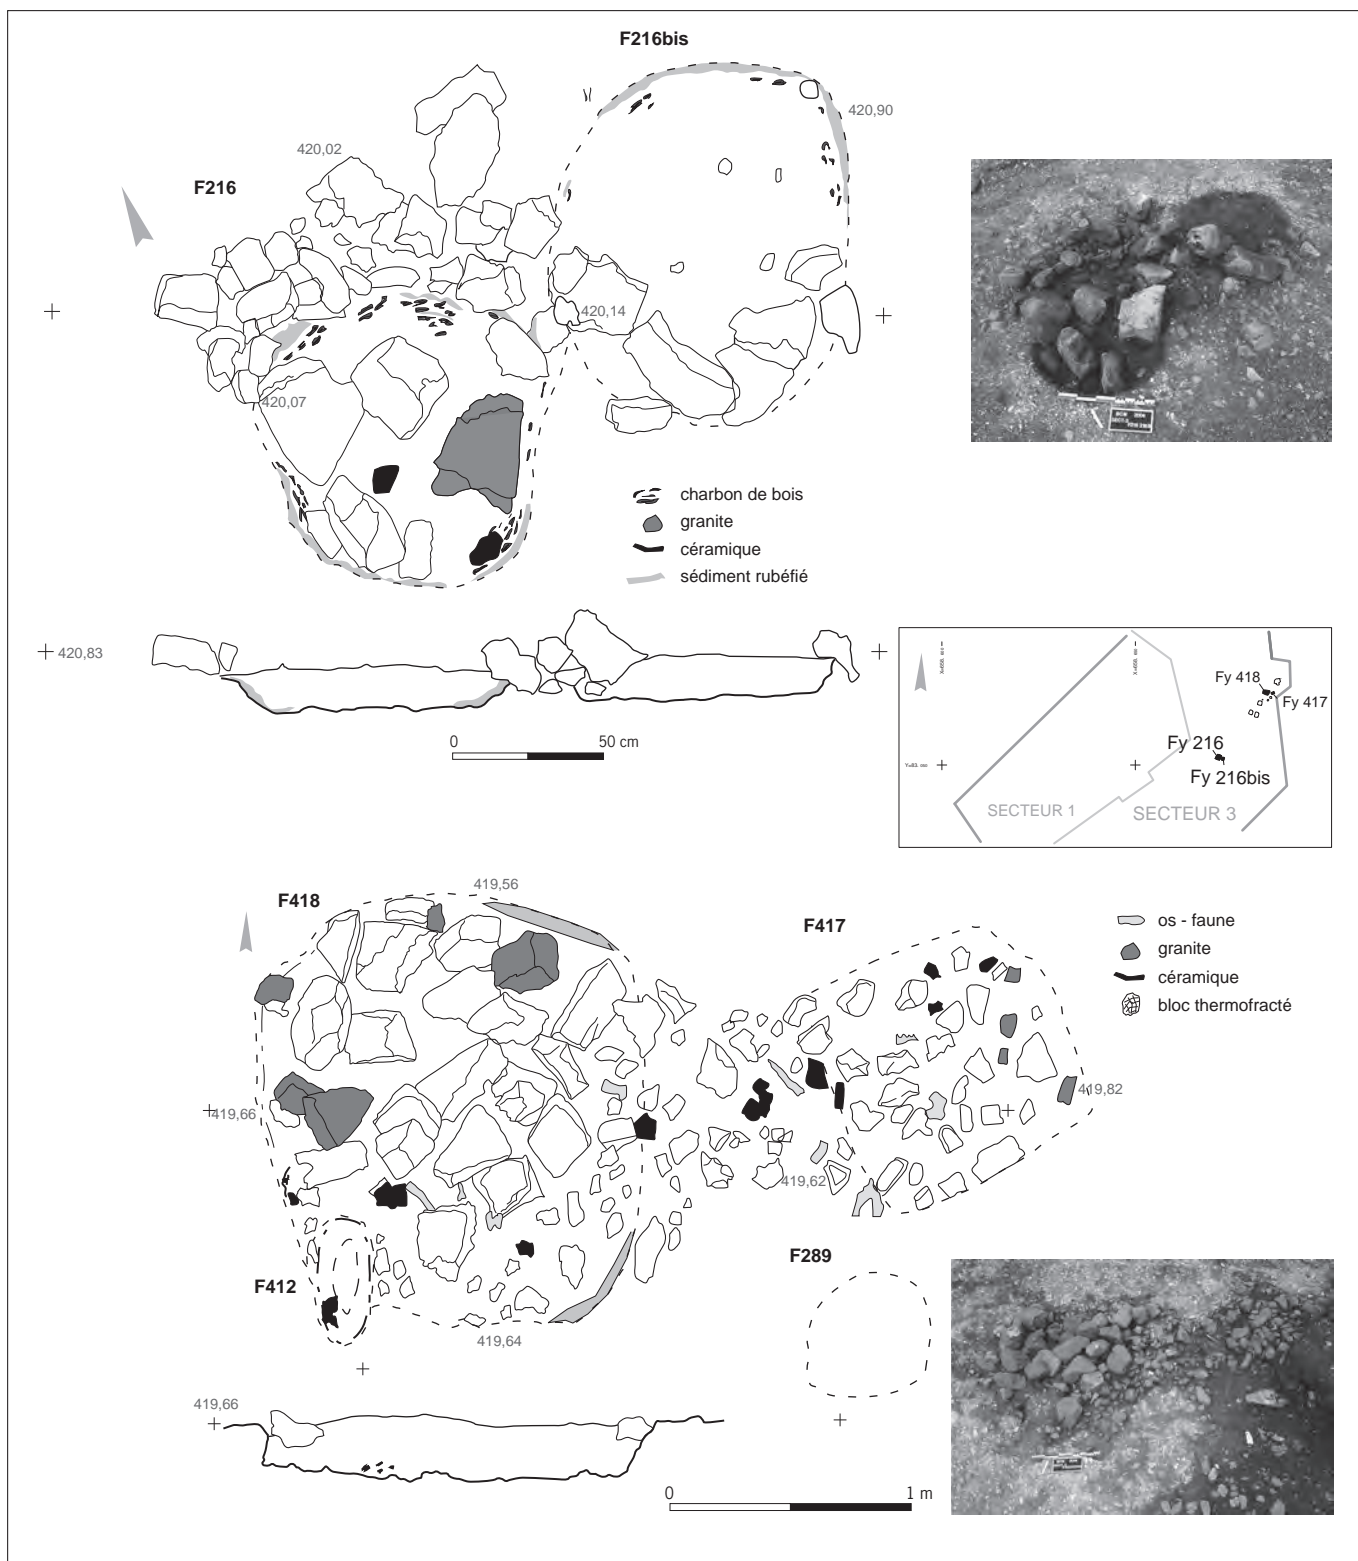 F216bis
420,90
420,02
F216
420,14
420,07
charbon de bois
granite
céramique
sédiment rubéfié
420,83
0 50 cm
Fy 418
Fy 417
Fy 216
Fy 216bis
SECTEUR 1
SECTEUR 3
F418
419,56
F417
os - faune
granite
céramique
bloc thermofracté
419,66
419,82
419,62
F412
F289
419,64
419,66
0 1 m